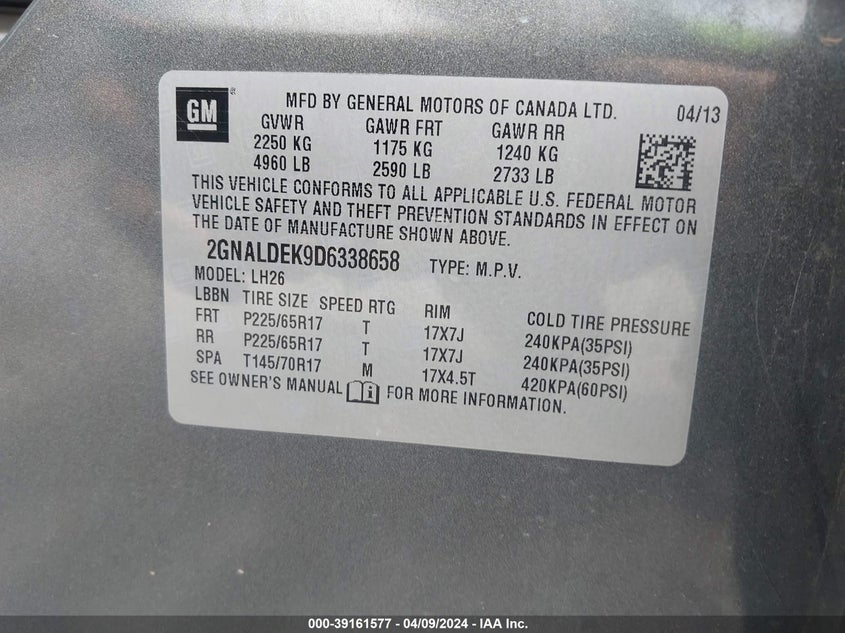 GM
MFD BY GENERAL MOTORS OF CANADA LTD. 04/13
GVWR GAWR FRT GAWR RR
2250 KG 1175 KG 1240 KG
4960 LB 2590 LB 2733 LB
THIS VEHICLE CONFORMS TO ALL APPLICABLE U.S. FEDERAL MOTOR
VEHICLE SAFETY AND THEFT PREVENTION STANDARDS IN EFFECT ON
THE DATE OF MANUFACTURE SHOWN ABOVE.
2GNALDEK9D6338658 TYPE: M.P.V.
MODEL: LH26
LBBN TIRE SIZE SPEED RTG RIM COLD TIRE PRESSURE
FRT P225/65R17 T 17X7J 240KPA(35PSI)
RR P225/65R17 T 17X7J 240KPA(35PSI)
SPA T145/70R17 M 17X4.5T 420KPA(60PSI)
SEE OWNER'S MANUAL FOR MORE INFORMATION.
000-39161577 - 04/09/2024 - IAA Inc.